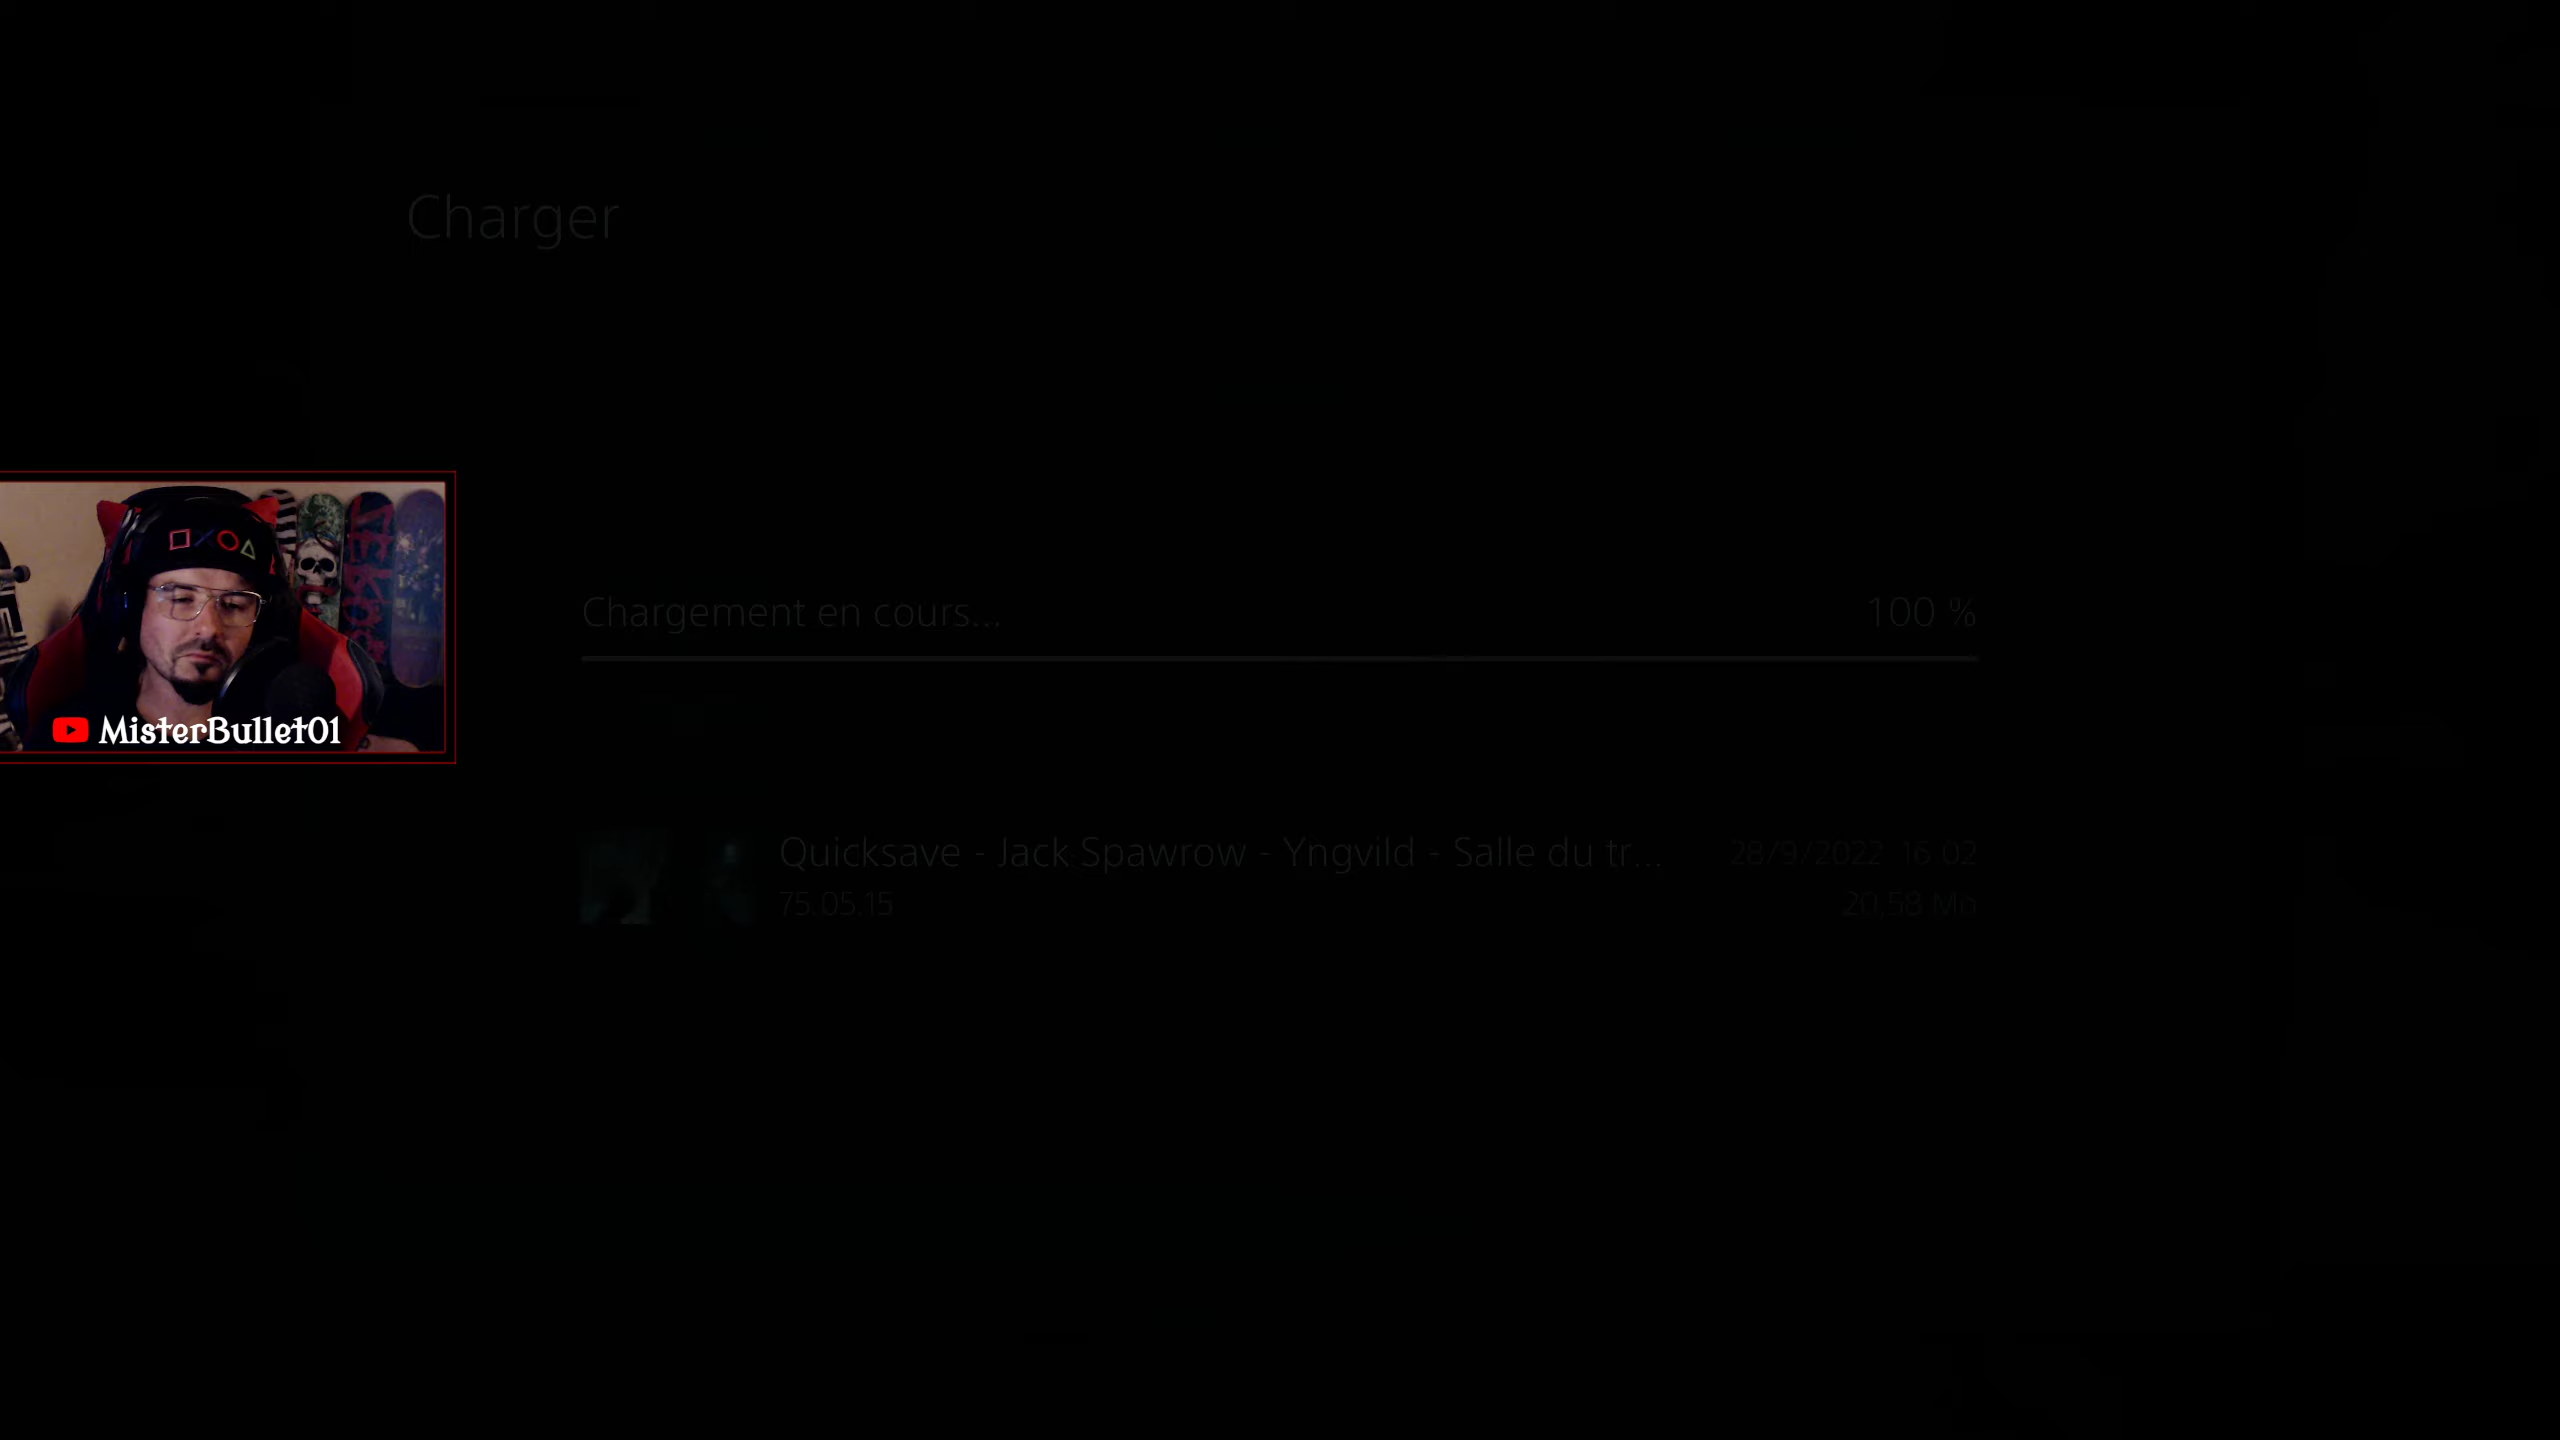 Charger
Chargement en cours...
100 %
MisterBullet01
Quicksave - Jack Spawrow - Yngvild - Salle du tr...
28/9/2022 16:02
75.05.15
20,58 Mo